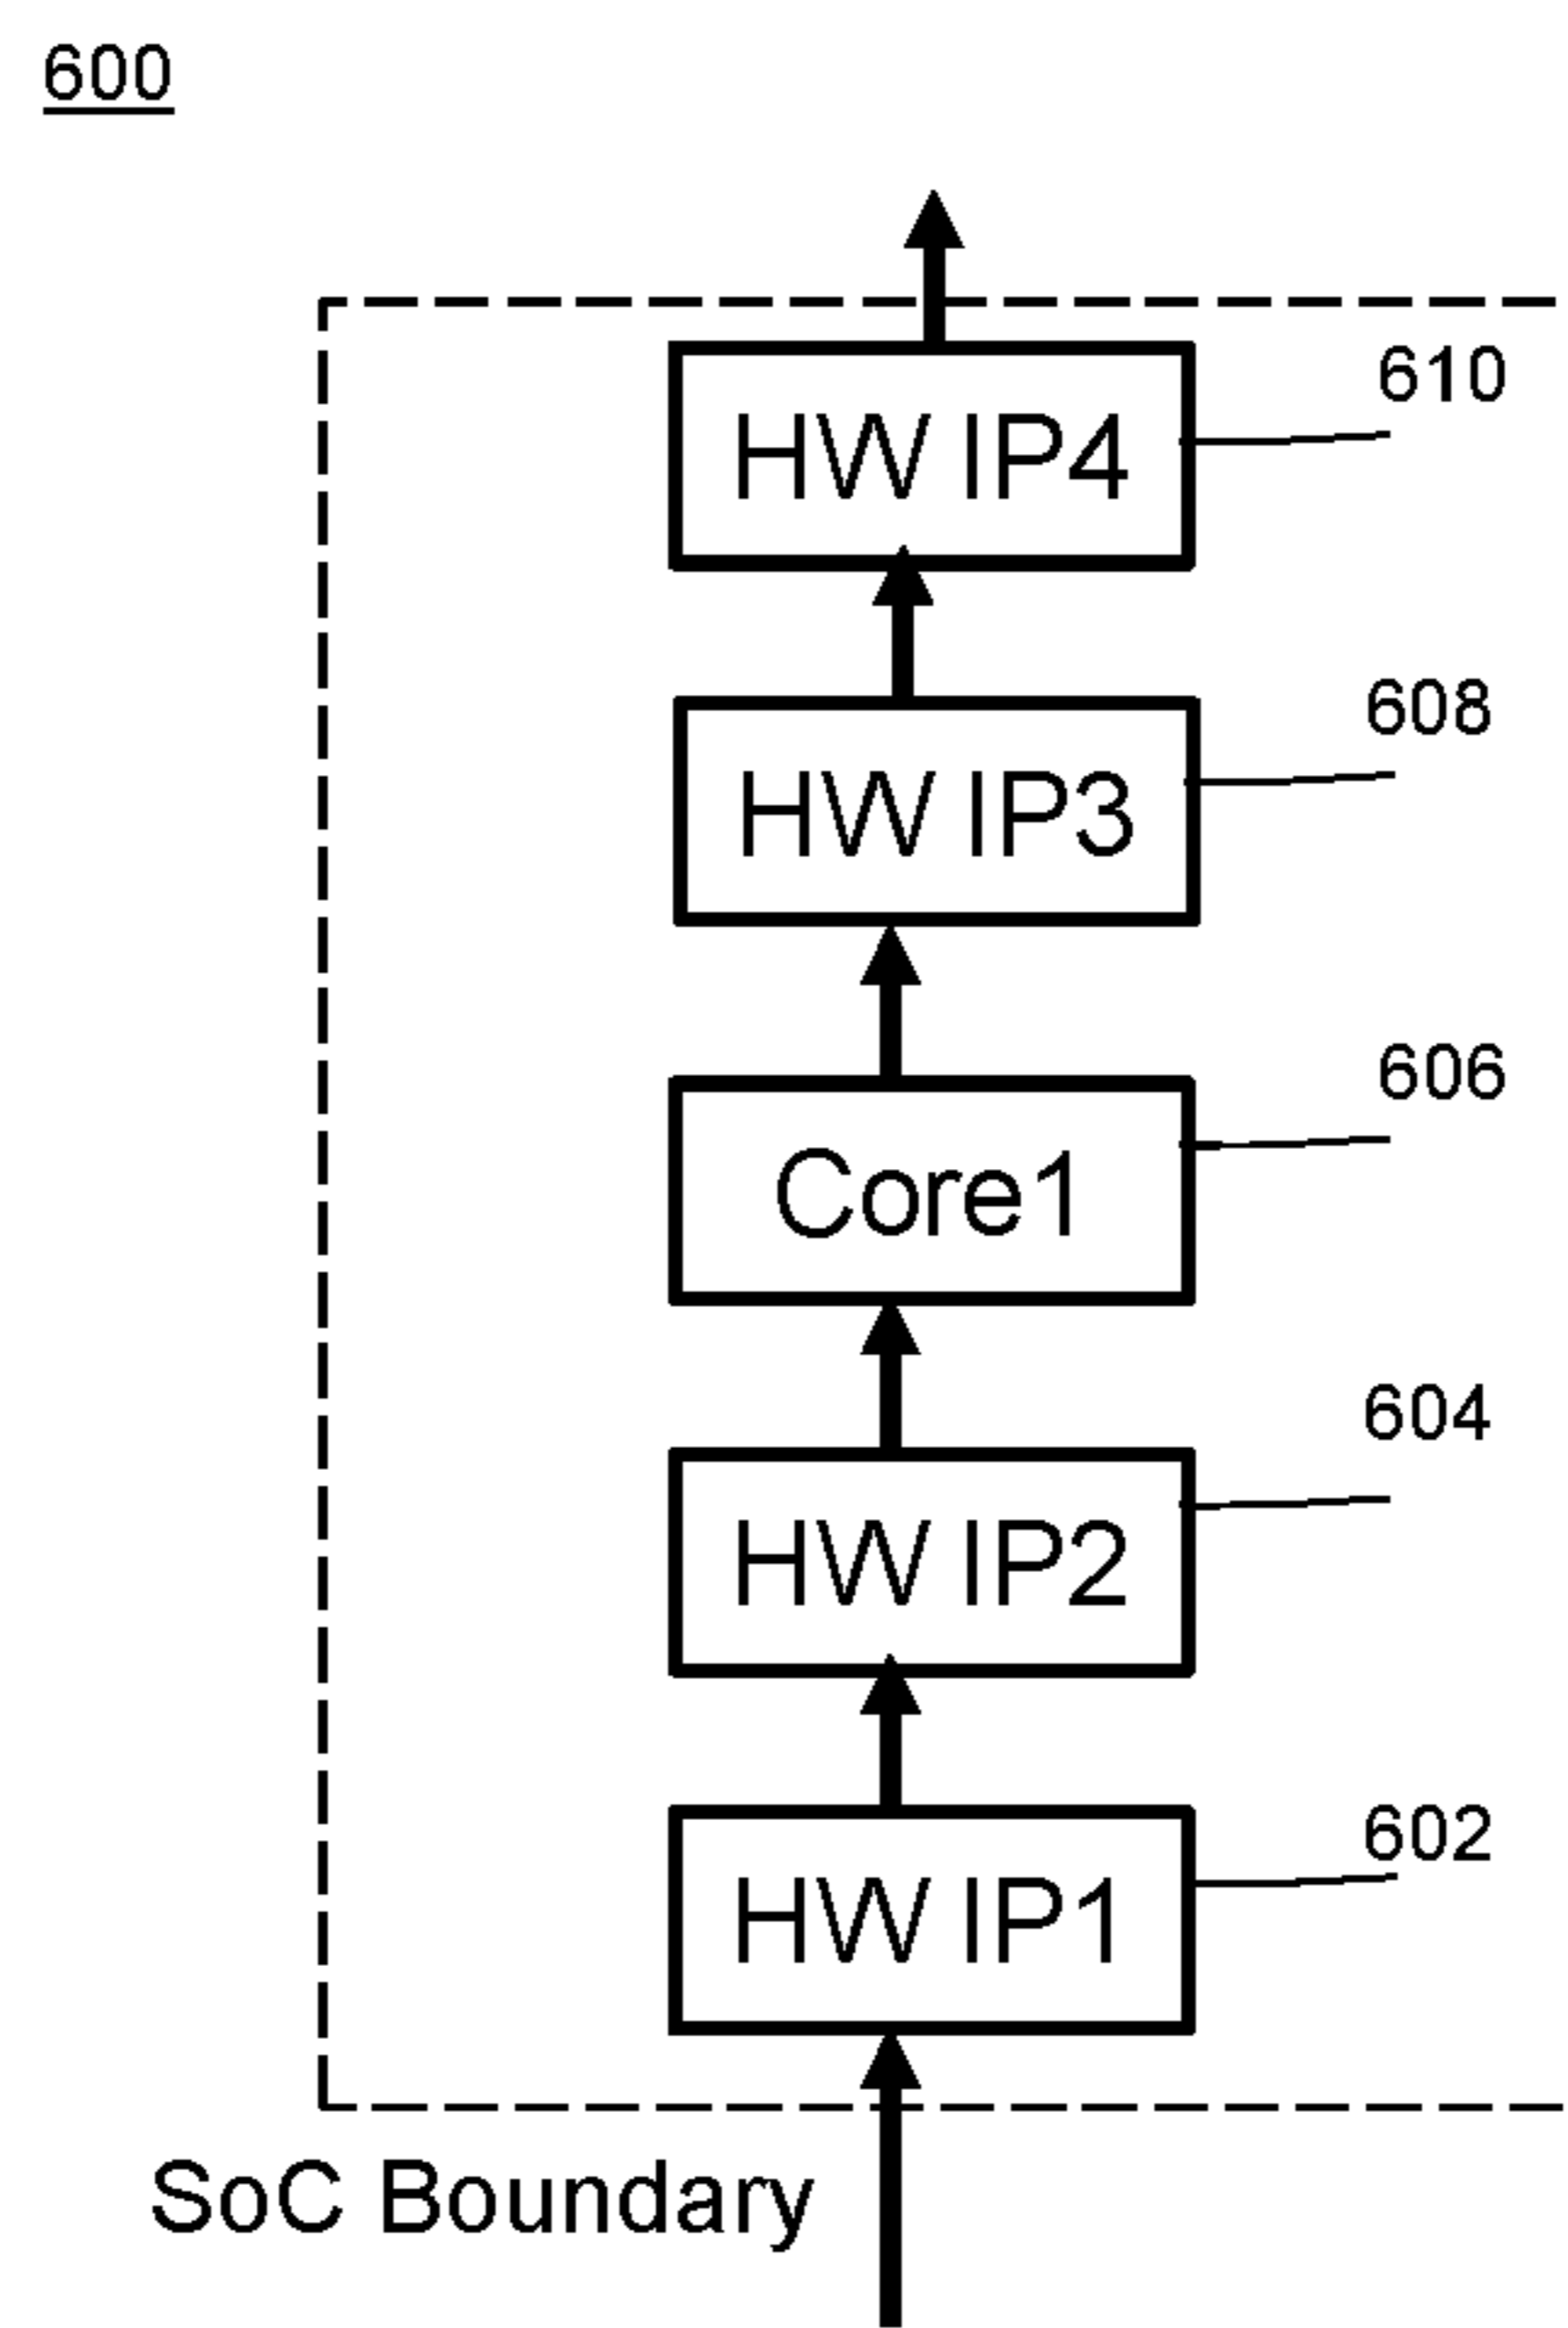 600
HW IP4
610
HW IP3
608
Core1
606
HW IP2
604
HW IP1
602
SoC Boundary